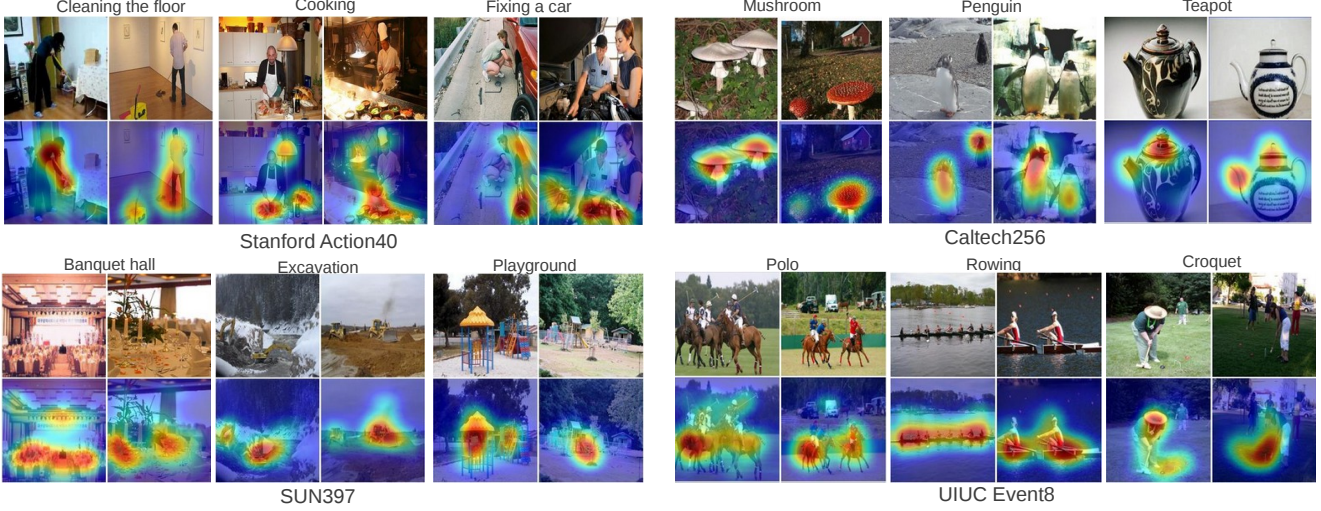 Cleaning the floor
Cooking
Fixing a car
Mushroom
Penguin
Teapot
Stanford Action40
Caltech256
Banquet hall
Excavation
Playground
Polo
Rowing
Croquet
SUN397
UIUC Event8